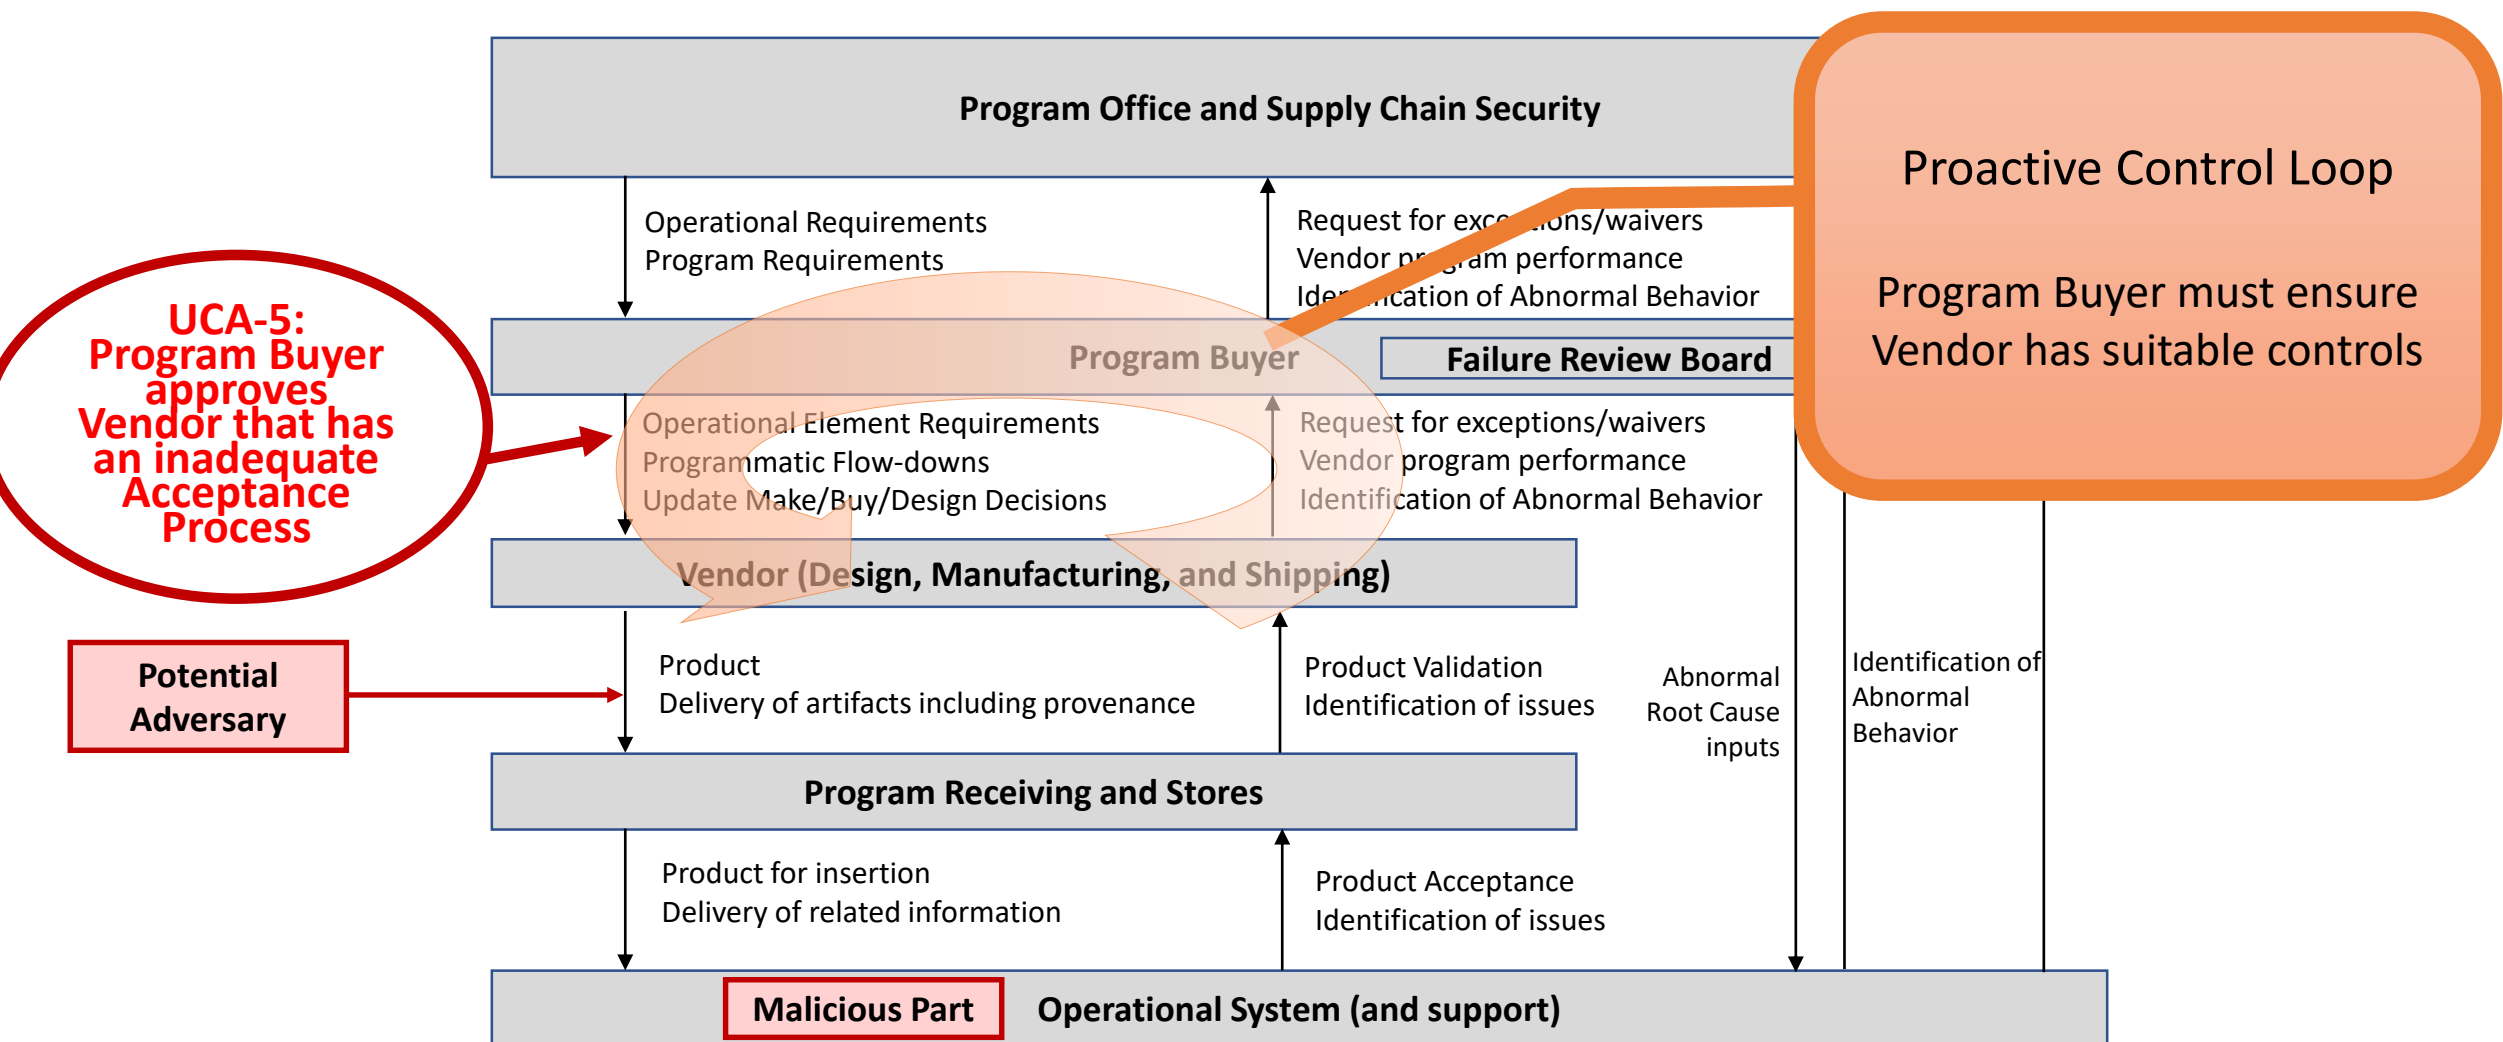 Program Office and Supply Chain Security
Proactive Control Loop
Program Buyer must ensure
Vendor has suitable controls
Operational Requirements
Program Requirements
Request for exceptions/waivers
Vendor program performance
Identification of Abnormal Behavior
UCA-5:
Program Buyer
approves
Vendor that has
an inadequate
Acceptance
Process
Program Buyer
Failure Review Board
Operational Element Requirements
Programmatic Flow-downs
Update Make/Buy/Design Decisions
Request for exceptions/waivers
Vendor program performance
Identification of Abnormal Behavior
Vendor (Design, Manufacturing, and Shipping)
Potential
Adversary
Product
Delivery of artifacts including provenance
Product Validation
Identification of issues
Abnormal
Root Cause
inputs
Identification of
Abnormal
Behavior
Program Receiving and Stores
Product for insertion
Delivery of related information
Product Acceptance
Identification of issues
Malicious Part
Operational System (and support)